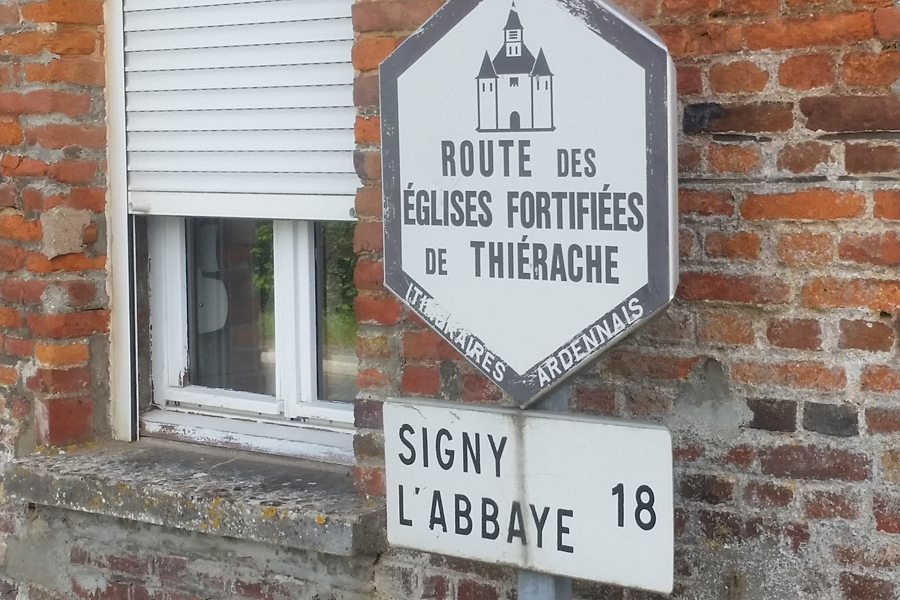 ROUTE DES
ÉGLISES FORTIFIÉES
DE THIÉRACHE
ITINÉRAIRES ARDENNAIS
SIGNY
L'ABBAYE 18